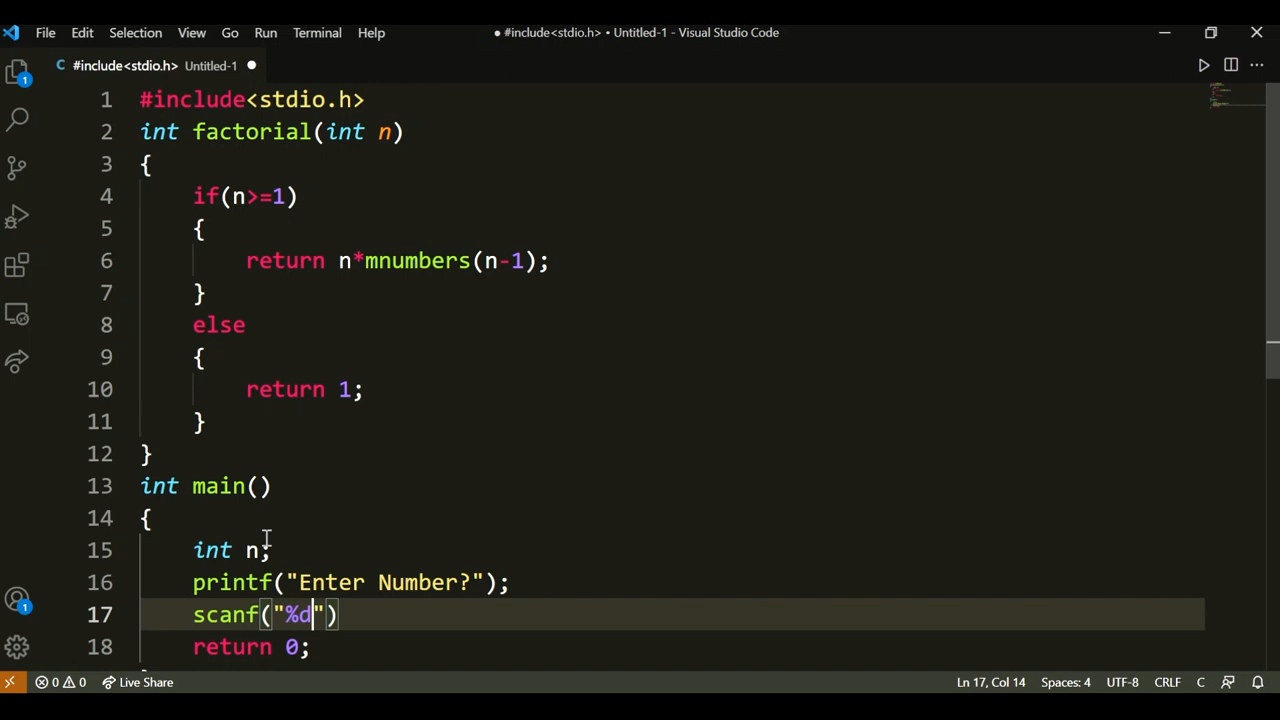 File Edit Selection View Go Run Terminal Help ● #include<stdio.h> • Untitled-1 - Visual Studio Code
C #include<stdio.h> Untitled-1 ●
1 #include<stdio.h>
2 int factorial(int n)
3 {
4 if(n>=1)
5 {
6 return n*mnumbers(n-1);
7 }
8 else
9 {
10 return 1;
11 }
12 }
13 int main()
14 {
15 int n;
16 printf("Enter Number?");
17 scanf("%d")
18 return 0;
1
1
0 0 Live Share Ln 17, Col 14 Spaces: 4 UTF-8 CRLF C